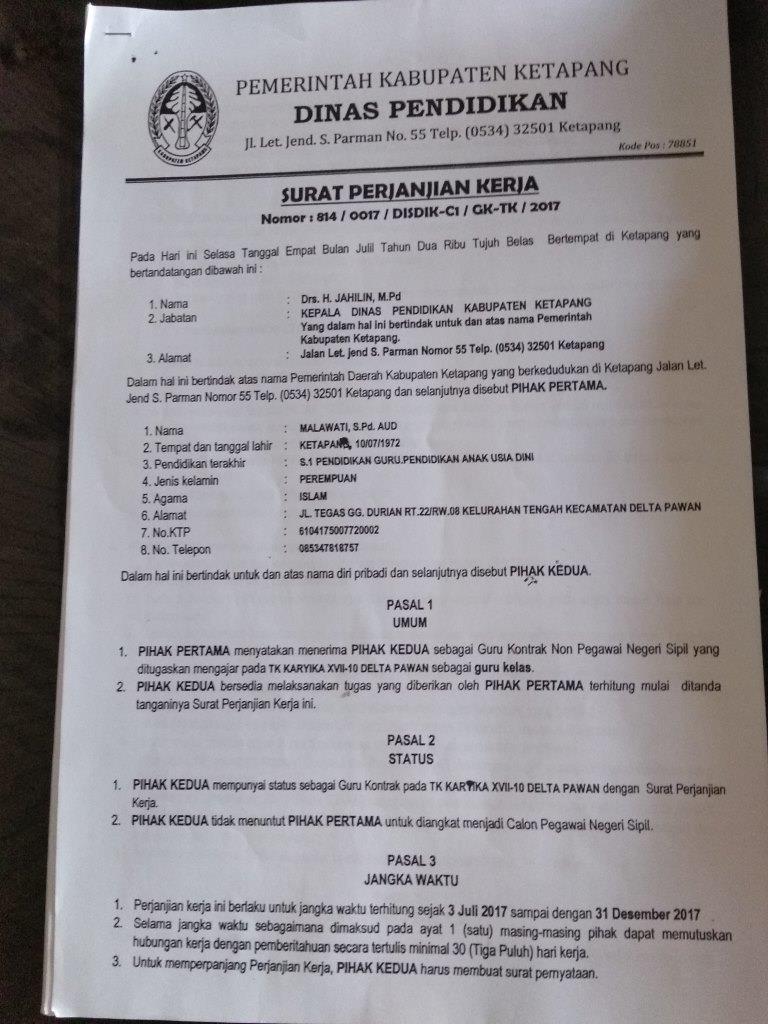 PEMERINTAH KABUPATEN KETAPANG
DINAS PENDIDIKAN
Jl. Let. Jend. S. Parman No. 55 Telp. (0534) 32501 Ketapang
Kode Pos : 78851
KABUPATEN KETAPANG
SURAT PERJANJIAN KERJA
Nomor : 814 / 0017 / DISDIK-C1 / GK-TK / 2017
Pada Hari ini Selasa Tanggal Empat Bulan Julil Tahun Dua Ribu Tujuh Belas Bertempat di Ketapang yang
bertandatangan dibawah ini :
1. Nama : Drs. H. JAHILIN, M.Pd
2. Jabatan : KEPALA DINAS PENDIDIKAN KABUPATEN KETAPANG
Yang dalam hal ini bertindak untuk dan atas nama Pemerintah
Kabupaten Ketapang.
3. Alamat : Jalan Let. jend S. Parman Nomor 55 Telp. (0534) 32501 Ketapang
Dalam hal ini bertindak atas nama Pemerintah Daerah Kabupaten Ketapang yang berkedudukan di Ketapang Jalan Let.
Jend S. Parman Nomor 55 Telp. (0534) 32501 Ketapang dan selanjutnya disebut PIHAK PERTAMA.
1. Nama : MALAWATI, S.Pd. AUD
2. Tempat dan tanggal lahir : KETAPANG, 10/07/1972
3. Pendidikan terakhir : S.1 PENDIDIKAN GURU.PENDIDIKAN ANAK USIA DINI
4. Jenis kelamin : PEREMPUAN
5. Agama : ISLAM
6. Alamat : JL. TEGAS GG. DURIAN RT.22/RW.08 KELURAHAN TENGAH KECAMATAN DELTA PAWAN
7. No.KTP : 6104175007720002
8. No. Telepon : 085347818757
Dalam hal ini bertindak untuk dan atas nama diri pribadi dan selanjutnya disebut PIHAK KEDUA.
PASAL 1
UMUM
1. PIHAK PERTAMA menyatakan menerima PIHAK KEDUA sebagai Guru Kontrak Non Pegawai Negeri Sipil yang
ditugaskan mengajar pada TK KARYIKA XVII-10 DELTA PAWAN sebagai guru kelas.
2. PIHAK KEDUA bersedia melaksanakan tugas yang diberikan oleh PIHAK PERTAMA terhitung mulai ditanda
tanganinya Surat Perjanjian Kerja ini.
PASAL 2
STATUS
1. PIHAK KEDUA mempunyai status sebagai Guru Kontrak pada TK KARYIKA XVII-10 DELTA PAWAN dengan Surat Perjanjian
Kerja.
2. PIHAK KEDUA tidak menuntut PIHAK PERTAMA untuk diangkat menjadi Calon Pegawai Negeri Sipil.
PASAL 3
JANGKA WAKTU
1. Perjanjian kerja ini berlaku untuk jangka waktu terhitung sejak 3 Juli 2017 sampai dengan 31 Desember 2017
2. Selama jangka waktu sebagaimana dimaksud pada ayat 1 (satu) masing-masing pihak dapat memutuskan
hubungan kerja dengan pemberitahuan secara tertulis minimal 30 (Tiga Puluh) hari kerja.
3. Untuk memperpanjang Perjanjian Kerja, PIHAK KEDUA harus membuat surat pernyataan.